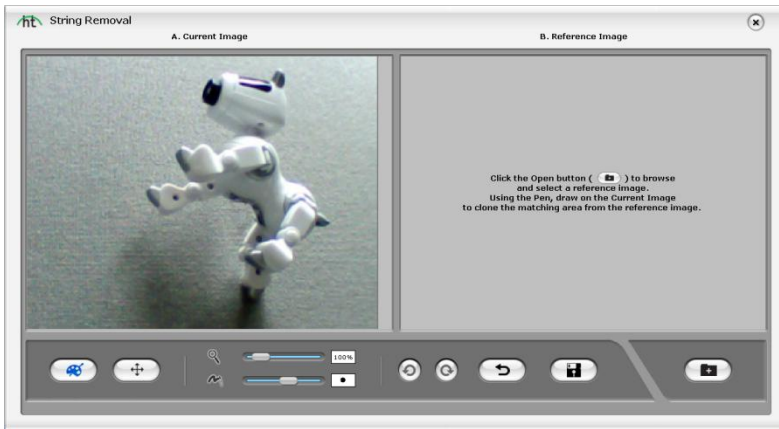 ht String Removal
A. Current Image
B. Reference Image
Click the Open button ( ) to browse
and select a reference image.
Using the Pen, draw on the Current Image
to clone the matching area from the reference image.
100%